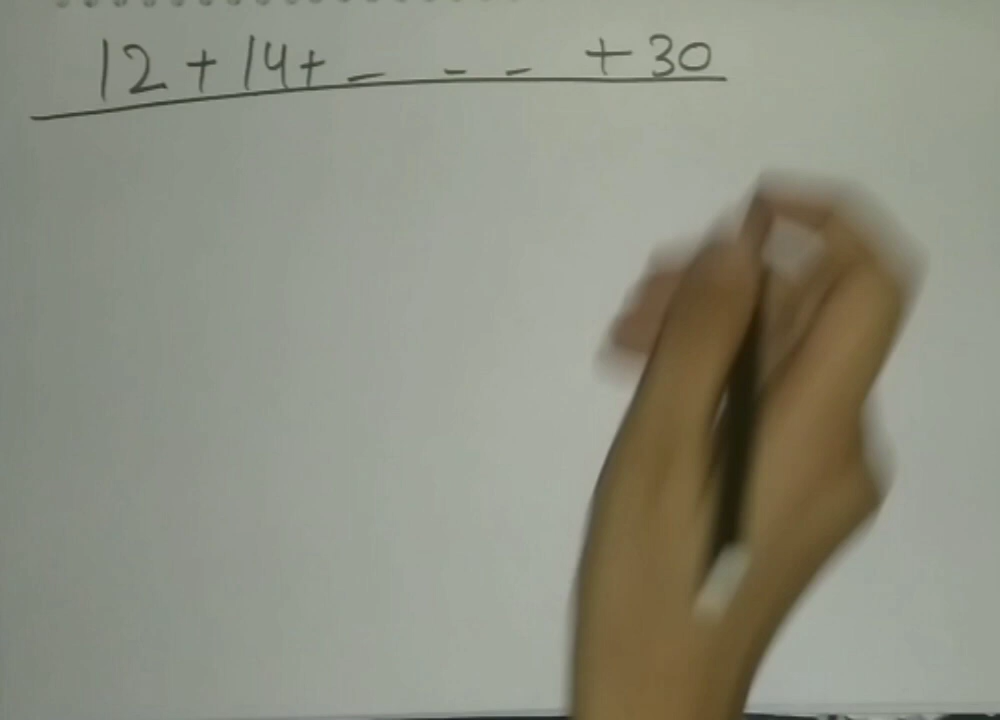 12 + 14 + _ _ _ + 30